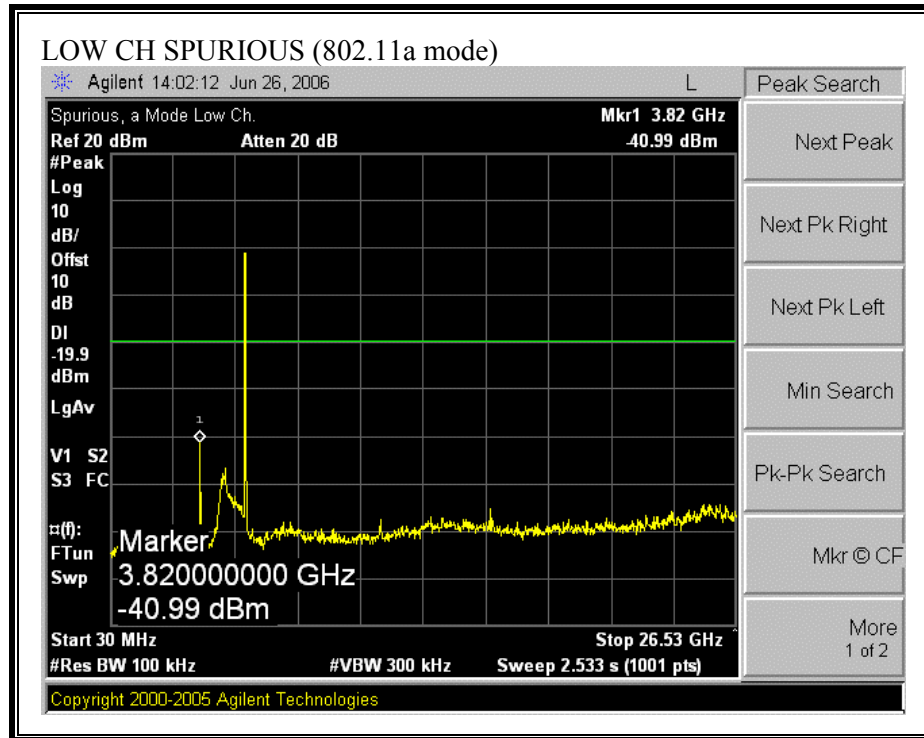 LOW CH SPURIOUS (802.11a mode)
Agilent 14:02:12 Jun 26, 2006 L
Peak Search
Spurious, a Mode Low Ch. Mkr1 3.82 GHz
Ref 20 dBm Atten 20 dB -40.99 dBm
#Peak
Log
10
dB/
Offst
10
dB
DI
-19.9
dBm
LgAv
1
V1 S2
S3 FC
¤(f):
FTun
Swp
Marker
3.820000000 GHz
-40.99 dBm
Start 30 MHz Stop 26.53 GHz
#Res BW 100 kHz #VBW 300 kHz Sweep 2.533 s (1001 pts)
Copyright 2000-2005 Agilent Technologies
Next Peak
Next Pk Right
Next Pk Left
Min Search
Pk-Pk Search
Mkr © CF
More
1 of 2